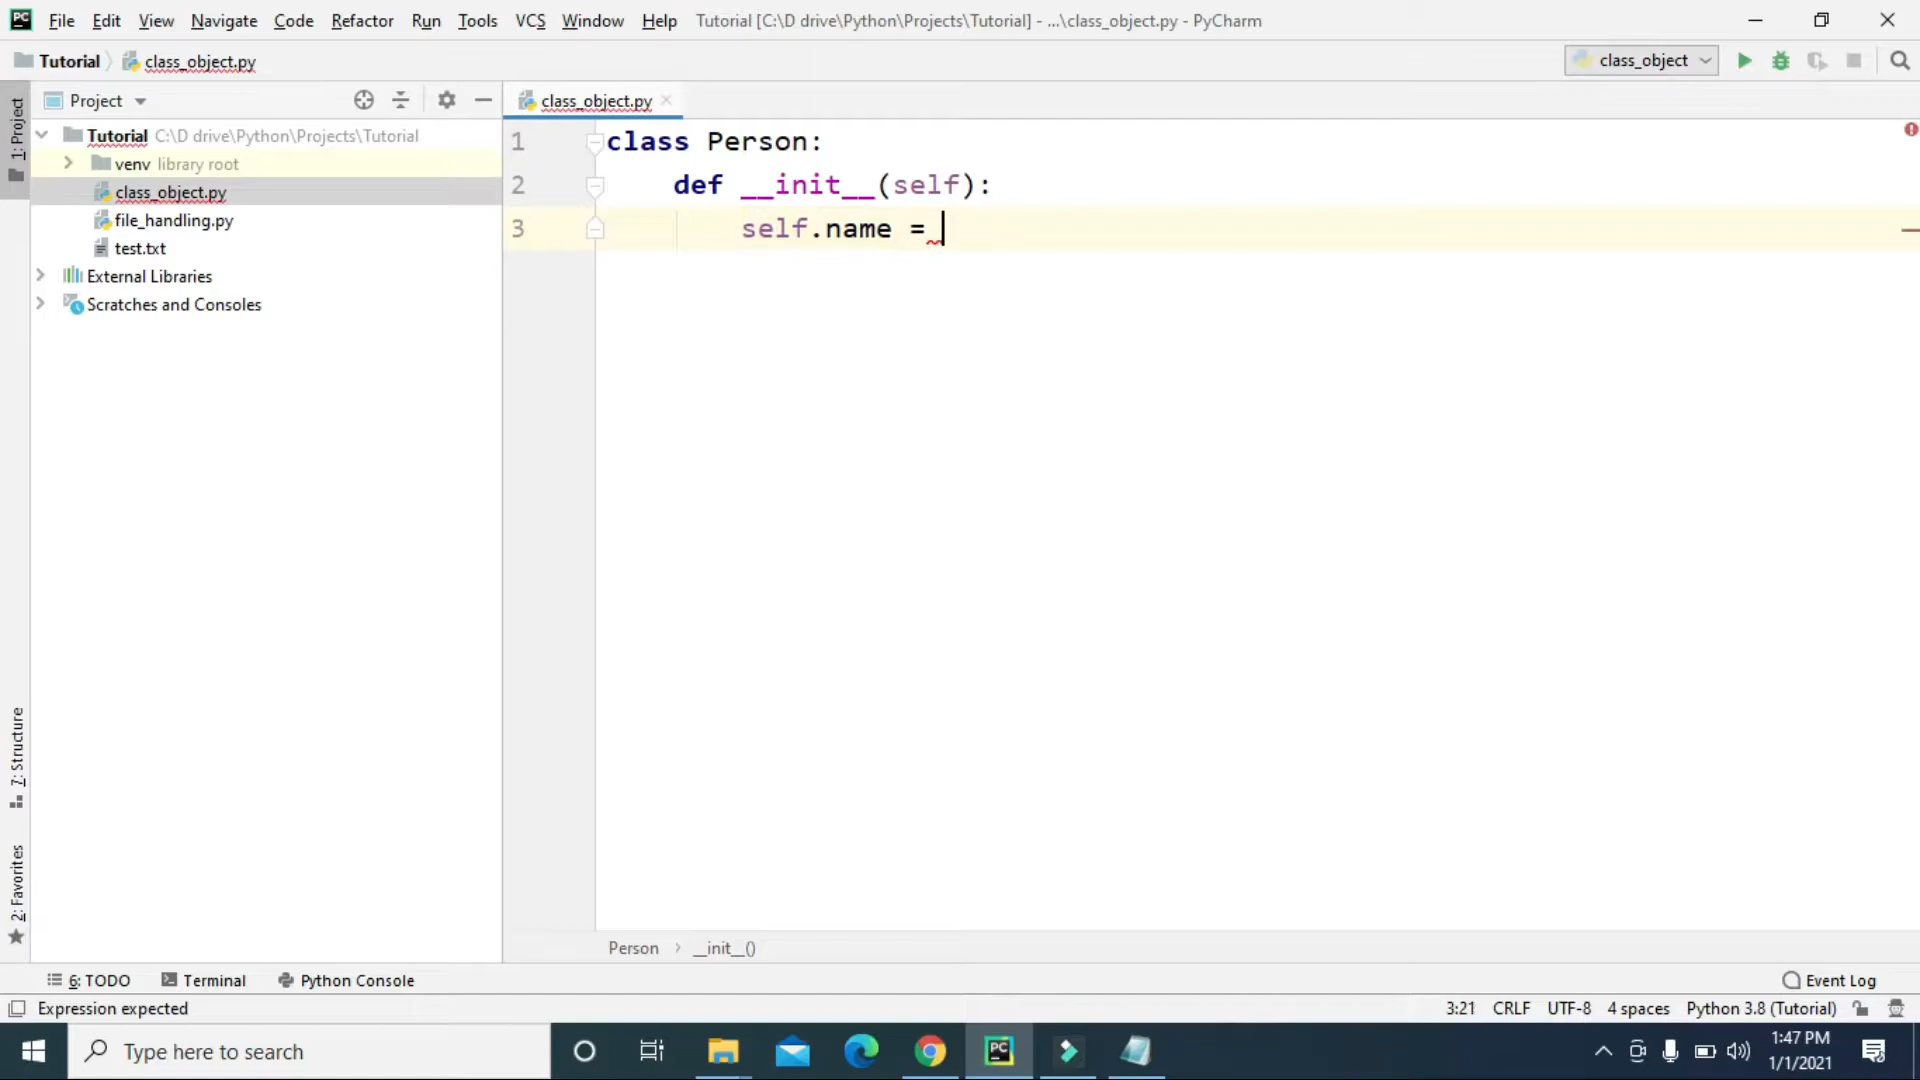 PC File Edit View Navigate Code Refactor Run Tools VCS Window Help Tutorial [C:\D drive\Python\Projects\Tutorial] - ...\class_object.py - PyCharm
Tutorial class_object.py class_object
Project class_object.py
1: Project
Tutorial C:\D drive\Python\Projects\Tutorial
venv library root
class_object.py
file_handling.py
test.txt
External Libraries
Scratches and Consoles
1 class Person:
2 def __init__(self):
3 self.name =
7: Structure
2: Favorites
Person > __init__()
6: TODO Terminal Python Console Event Log
Expression expected 3:21 CRLF UTF-8 4 spaces Python 3.8 (Tutorial)
Type here to search PC 1:47 PM
1/1/2021